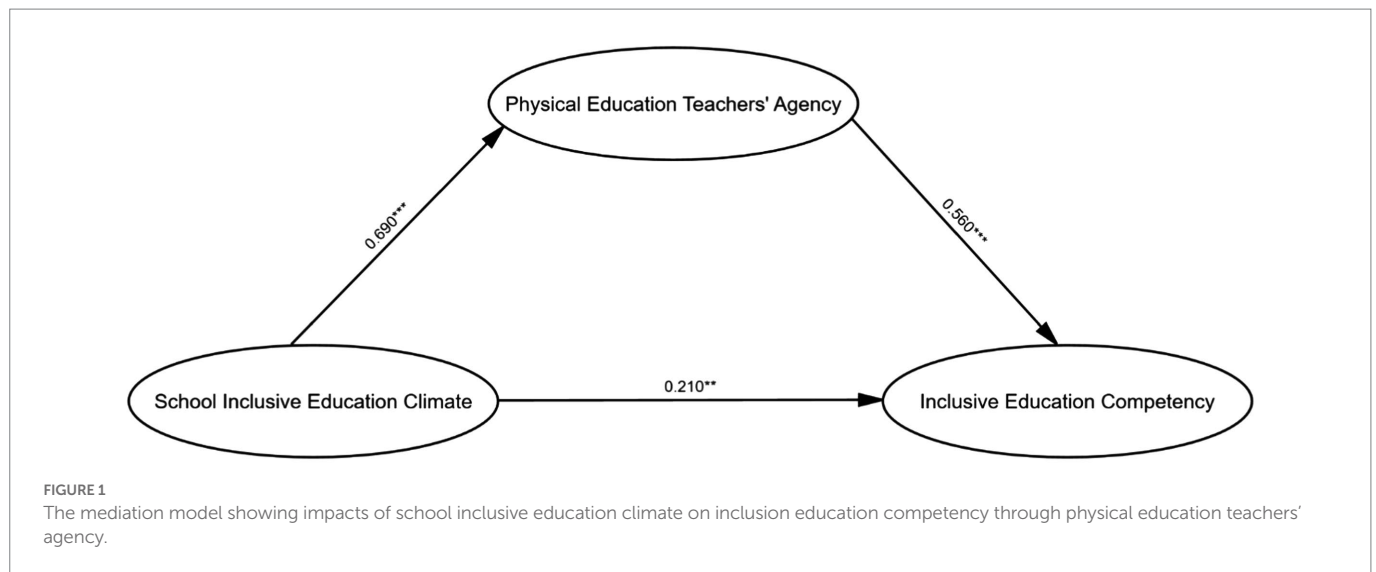 Physical Education Teachers' Agency
0.690***
0.560***
0.210**
School Inclusive Education Climate
Inclusive Education Competency
FIGURE 1
The mediation model showing impacts of school inclusive education climate on inclusion education competency through physical education teachers’
agency.